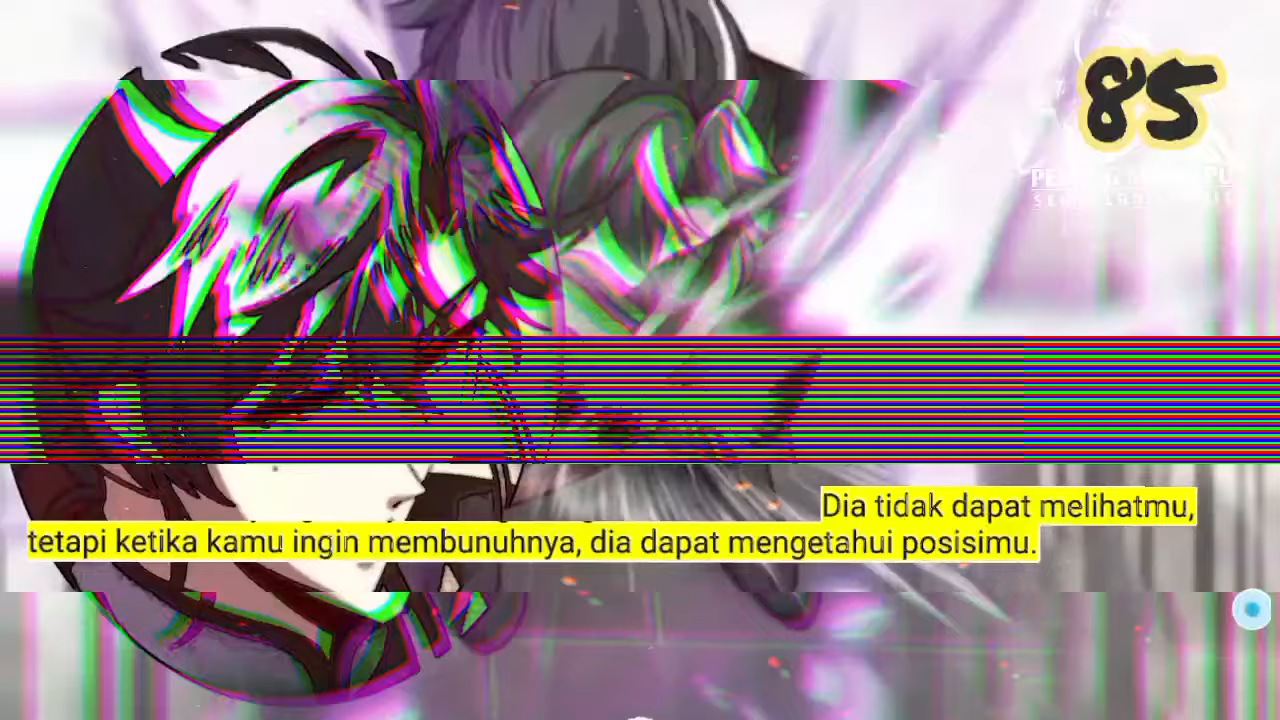 85
Dia tidak dapat melihatmu,
tetapi ketika kamu ingin membunuhnya, dia dapat mengetahui posisimu.